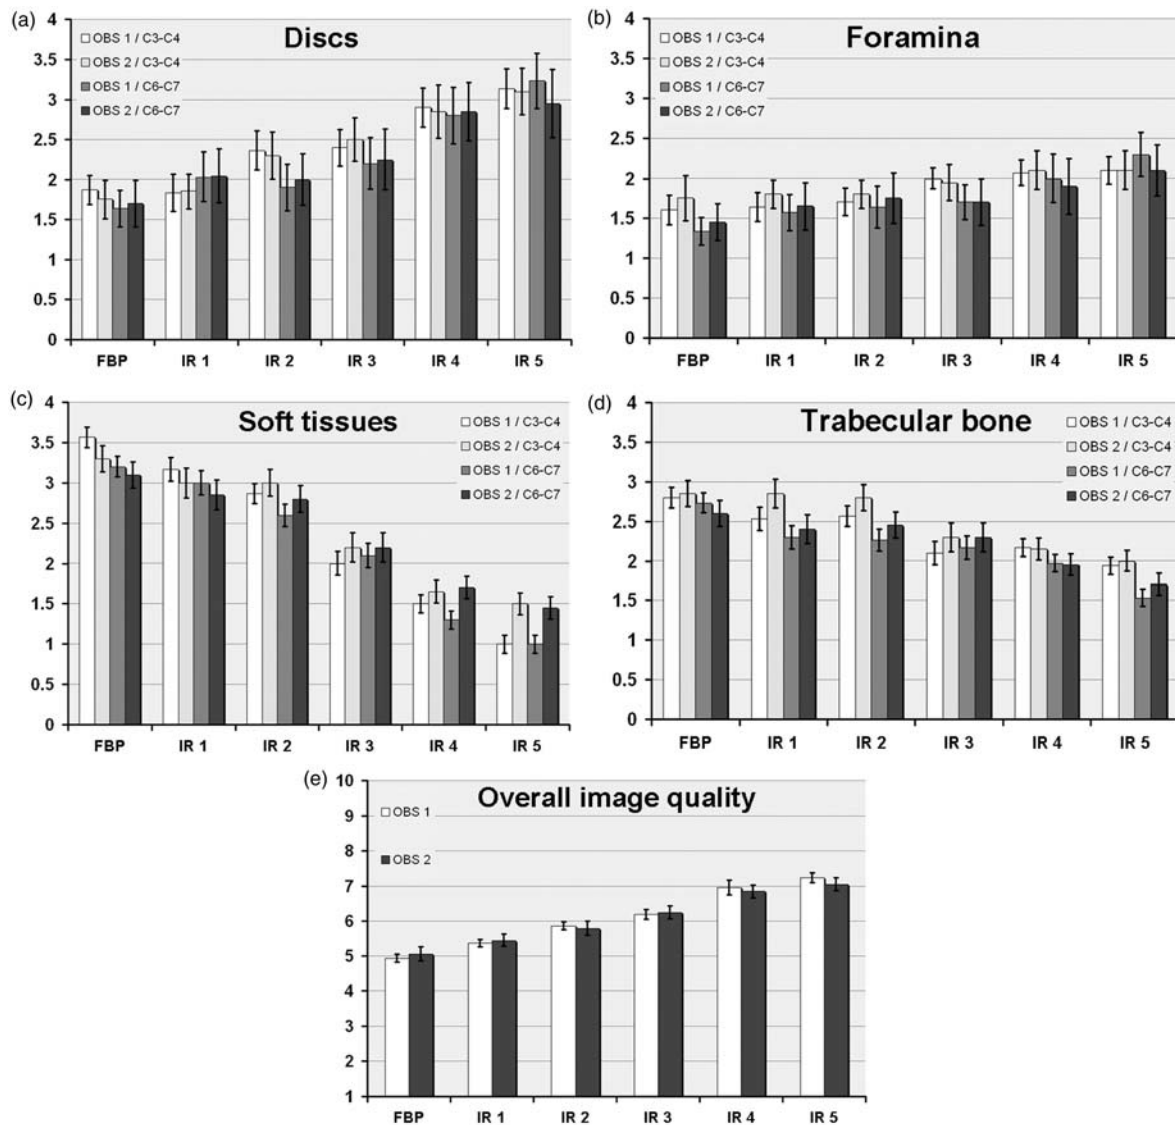 (a)
Discs
OBS 1 / C3-C4
OBS 2 / C3-C4
OBS 1 / C6-C7
OBS 2 / C6-C7
4
3.5
3
2.5
2
1.5
1
0.5
0
FBP IR 1 IR 2 IR 3 IR 4 IR 5
(b)
Foramina
OBS 1 / C3-C4
OBS 2 / C3-C4
OBS 1 / C6-C7
OBS 2 / C6-C7
4
3.5
3
2.5
2
1.5
1
0.5
0
FBP IR 1 IR 2 IR 3 IR 4 IR 5
(c)
Soft tissues
OBS 1 / C3-C4
OBS 2 / C3-C4
OBS 1 / C6-C7
OBS 2 / C6-C7
4
3.5
3
2.5
2
1.5
1
0.5
0
FBP IR 1 IR 2 IR 3 IR 4 IR 5
(d)
Trabecular bone
OBS 1 / C3-C4
OBS 2 / C3-C4
OBS 1 / C6-C7
OBS 2 / C6-C7
4
3.5
3
2.5
2
1.5
1
0.5
0
FBP IR 1 IR 2 IR 3 IR 4 IR 5
(e)
Overall image quality
OBS 1
OBS 2
10
9
8
7
6
5
4
3
2
1
FBP IR 1 IR 2 IR 3 IR 4 IR 5